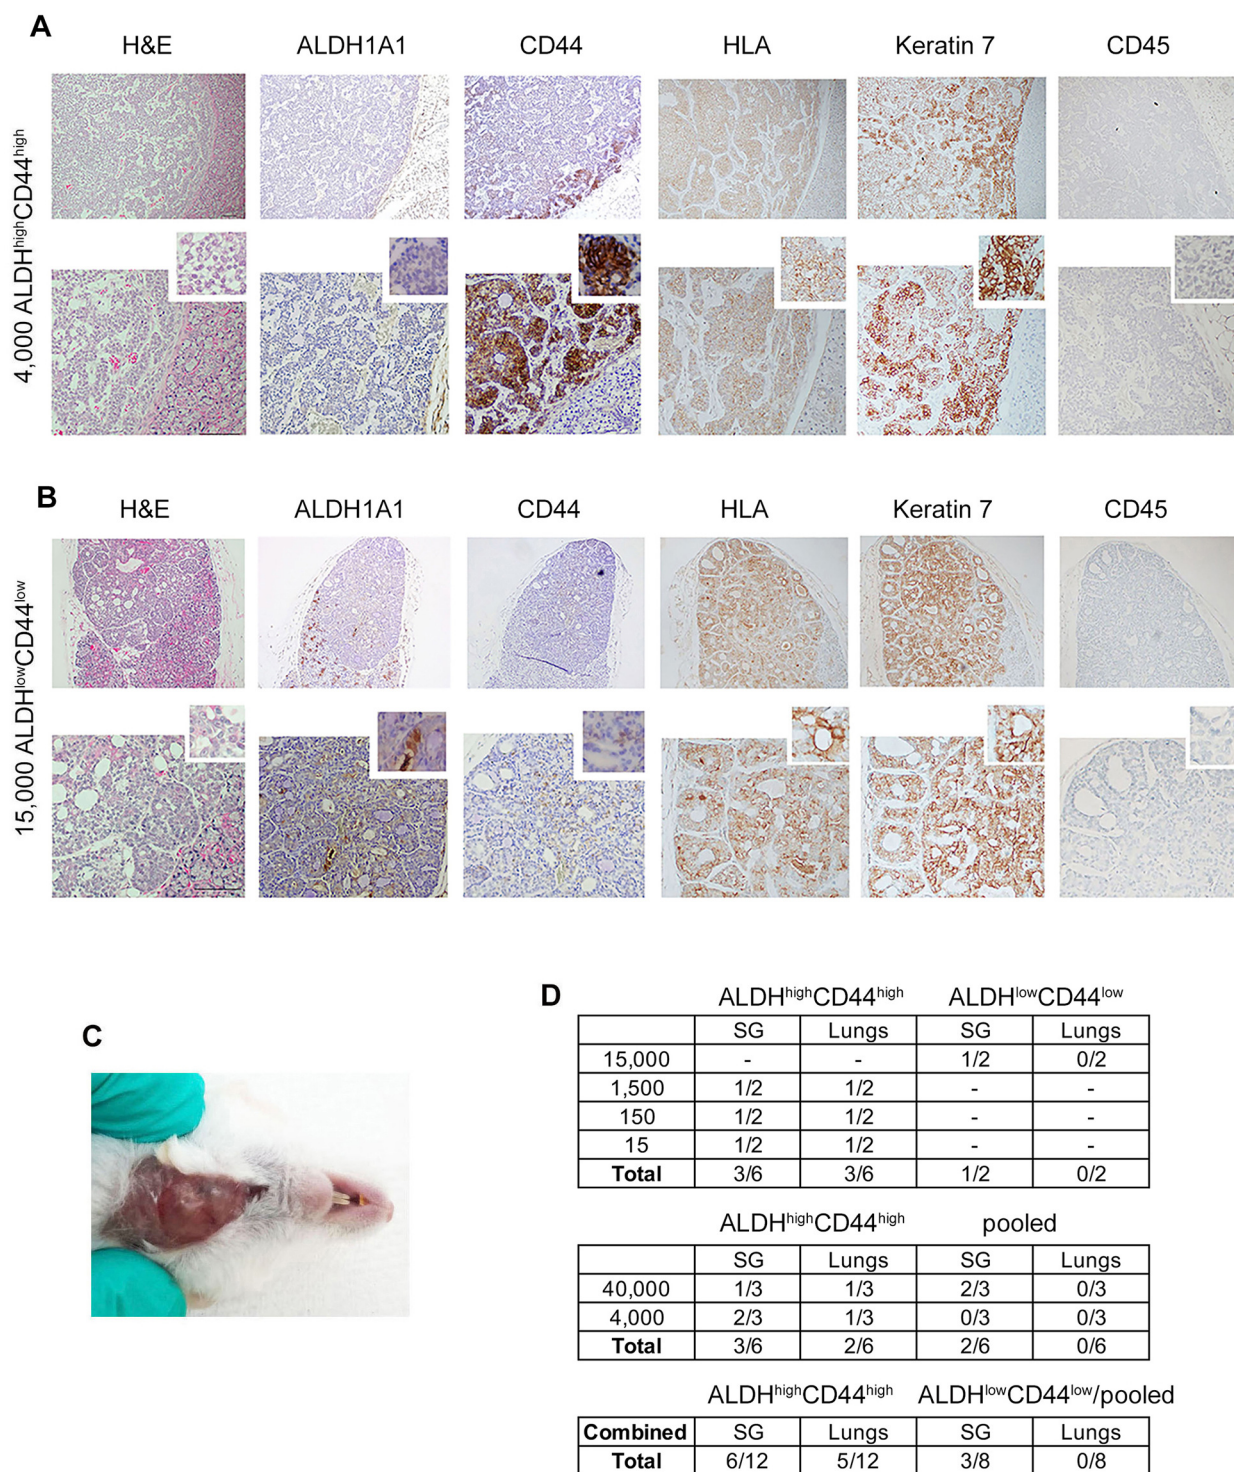 A
H&E ALDH1A1 CD44 HLA Keratin 7 CD45
4,000 ALDHhighCD44high
B
H&E ALDH1A1 CD44 HLA Keratin 7 CD45
15,000 ALDHlowCD44low
C
D
ALDHhighCD44high ALDHlowCD44low
SG Lungs SG Lungs
15,000 - - 1/2 0/2
1,500 1/2 1/2 - -
150 1/2 1/2 - -
15 1/2 1/2 - -
Total 3/6 3/6 1/2 0/2
ALDHhighCD44high pooled
SG Lungs SG Lungs
40,000 1/3 1/3 2/3 0/3
4,000 2/3 1/3 0/3 0/3
Total 3/6 2/6 2/6 0/6
ALDHhighCD44high ALDHlowCD44low/pooled
Combined SG Lungs SG Lungs
Total 6/12 5/12 3/8 0/8